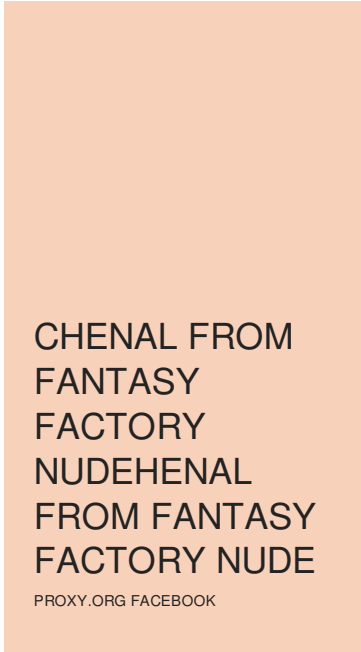 CHENAL FROM
FANTASY
FACTORY
NUDEHENAL
FROM FANTASY
FACTORY NUDE
PROXY.ORG FACEBOOK